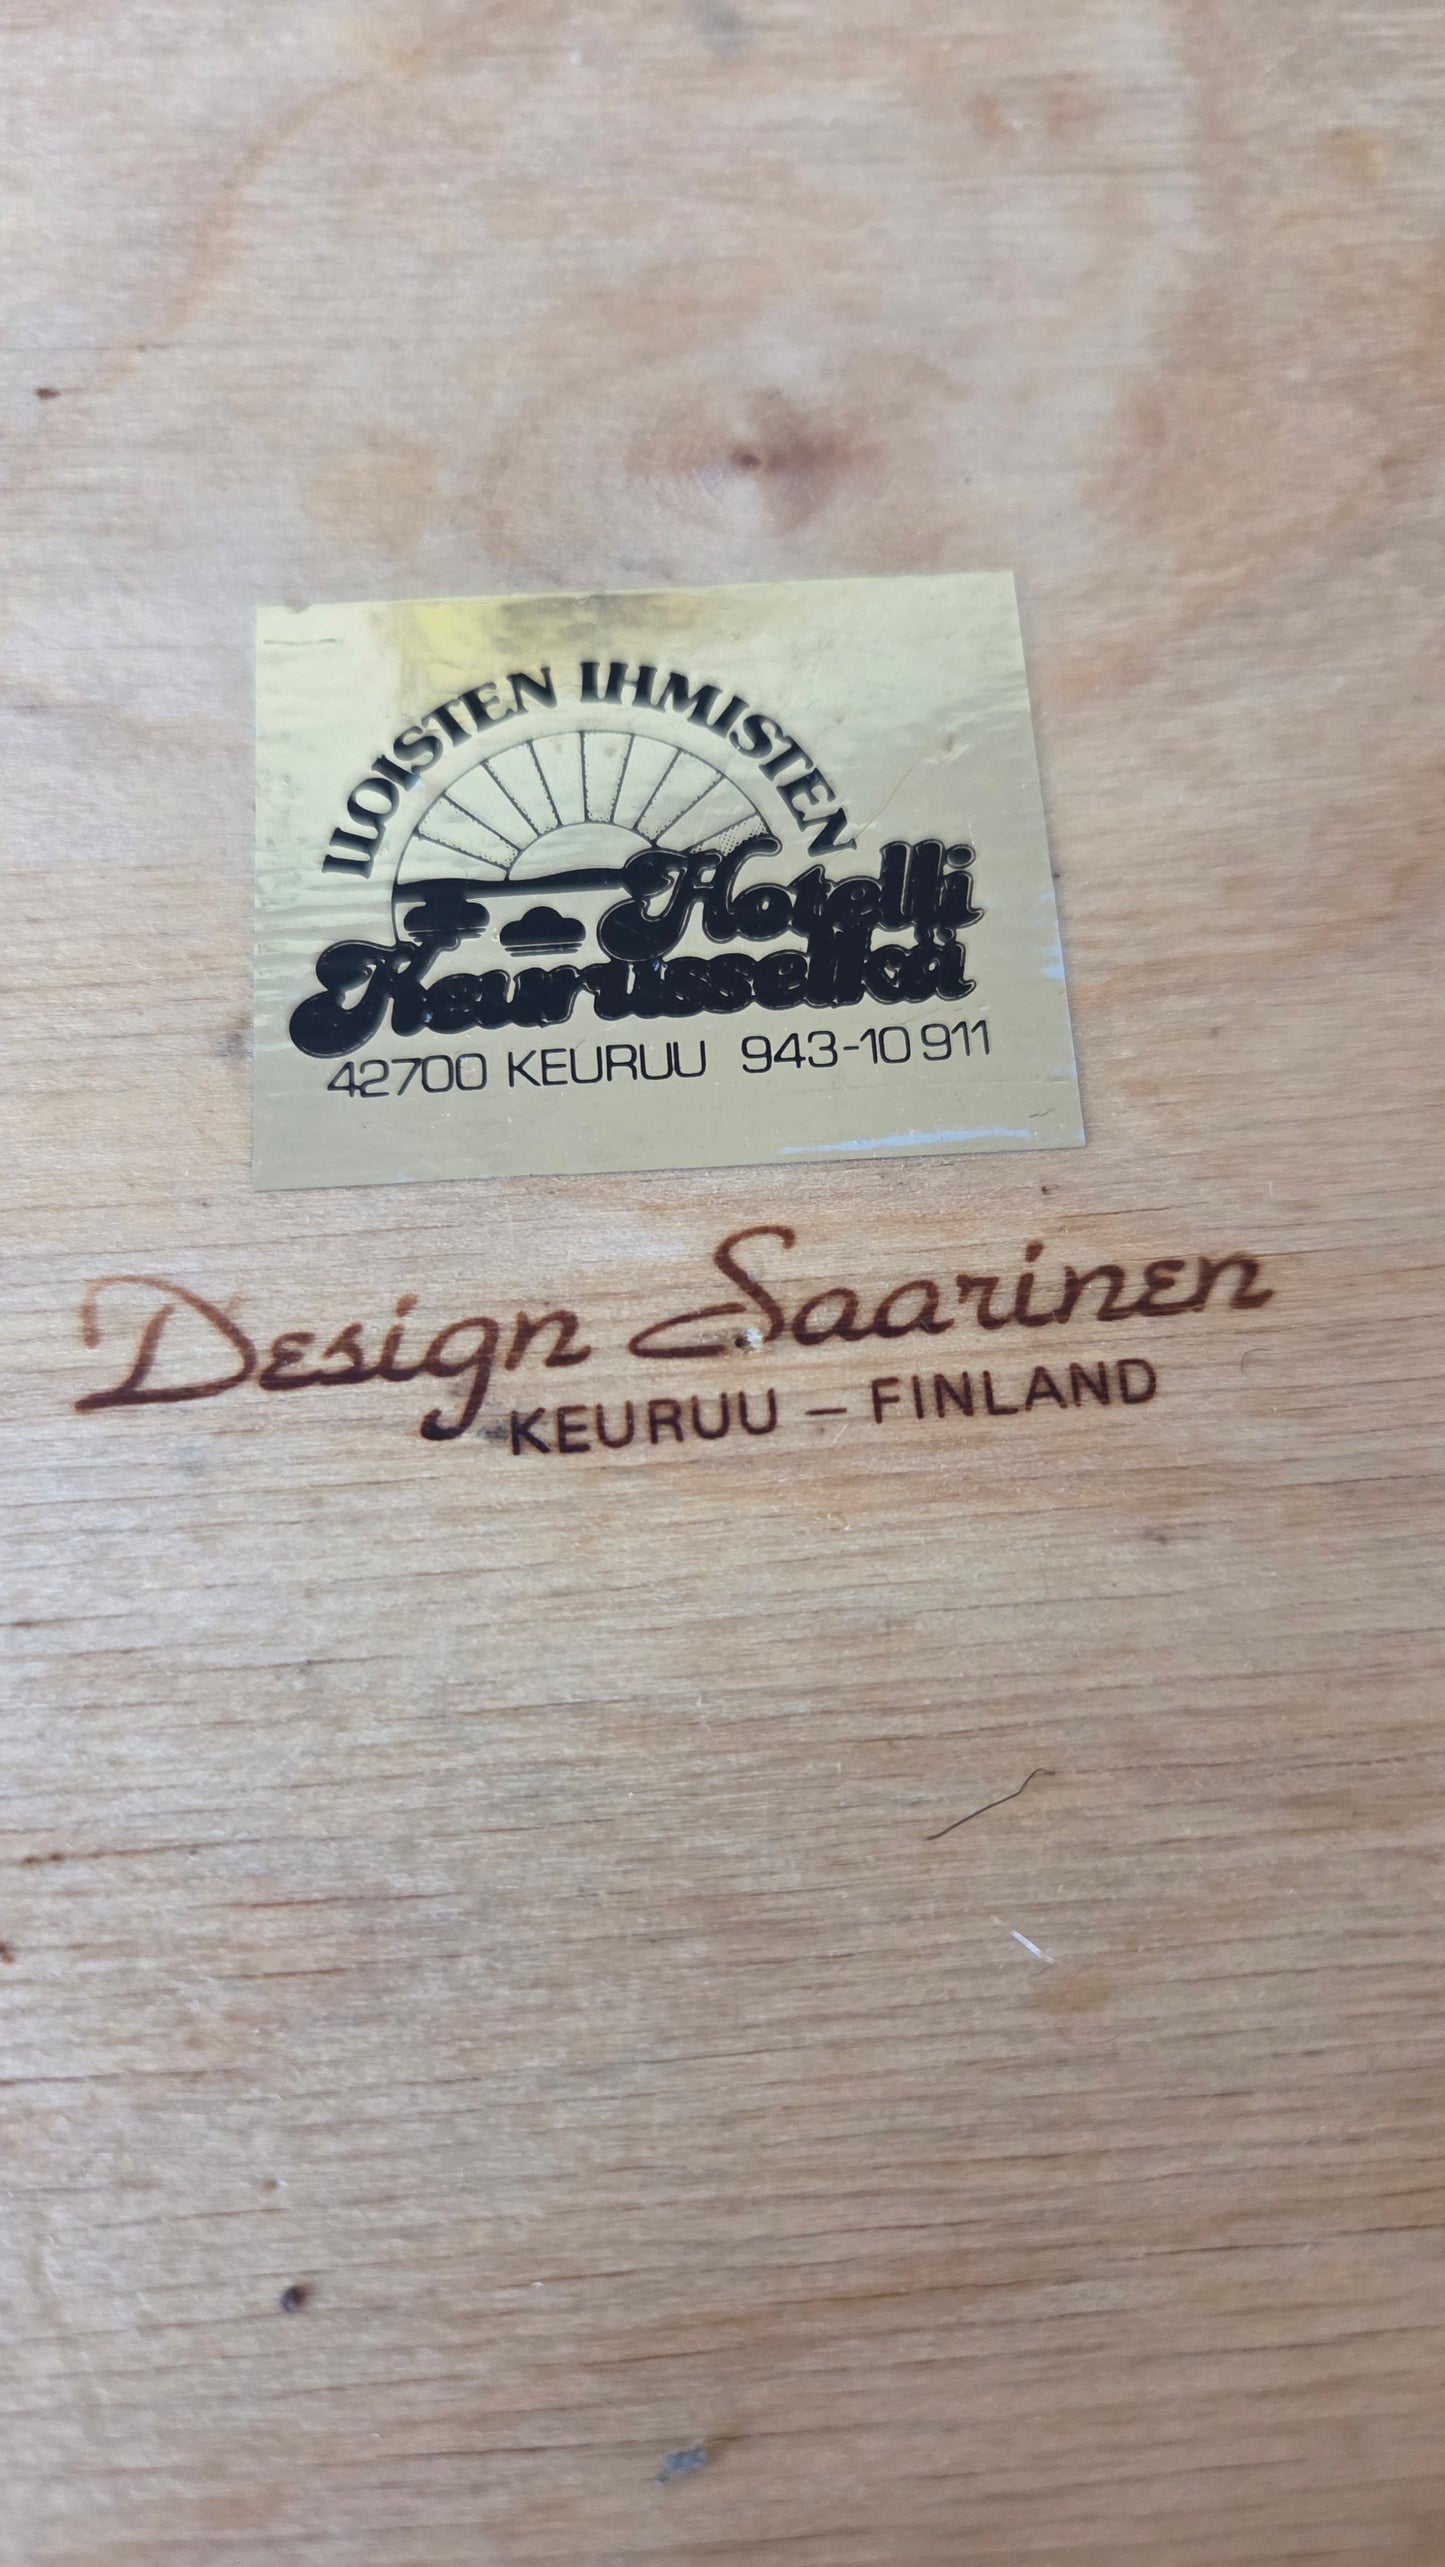 ILOISTEN IHMISTEN
Hotelli
Keurusselkä
42700 KEURUU 943-10 911
Design Saarinen
KEURUU – FINLAND